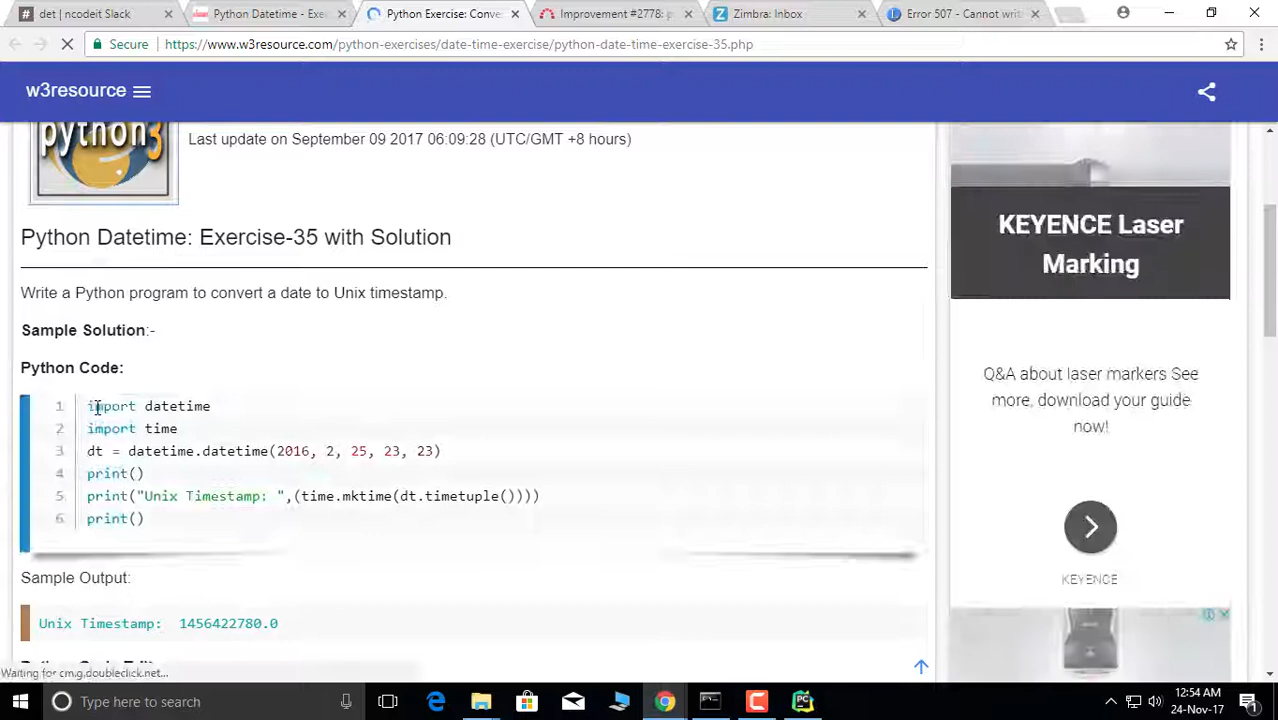 det | ncodeit Slack
Python Datetime - Exe
Python Exercise: Conve
Improvement #2778: p
Zimbra: Inbox
Error 507 - Cannot writ
Secure
https://www.w3resource.com/python-exercises/date-time-exercise/python-date-time-exercise-35.php
w3resource
python3
Last update on September 09 2017 06:09:28 (UTC/GMT +8 hours)
Python Datetime: Exercise-35 with Solution
Write a Python program to convert a date to Unix timestamp.
Sample Solution:-
Python Code:
1 import datetime
2 import time
3 dt = datetime.datetime(2016, 2, 25, 23, 23)
4 print()
5 print("Unix Timestamp: ",(time.mktime(dt.timetuple())))
6 print()
Sample Output:
Unix Timestamp:  1456422780.0
KEYENCE Laser
Marking
Q&A about laser markers See
more, download your guide
now!
KEYENCE
Waiting for cm.g.doubleclick.net...
Type here to search
12:54 AM
24-Nov-17